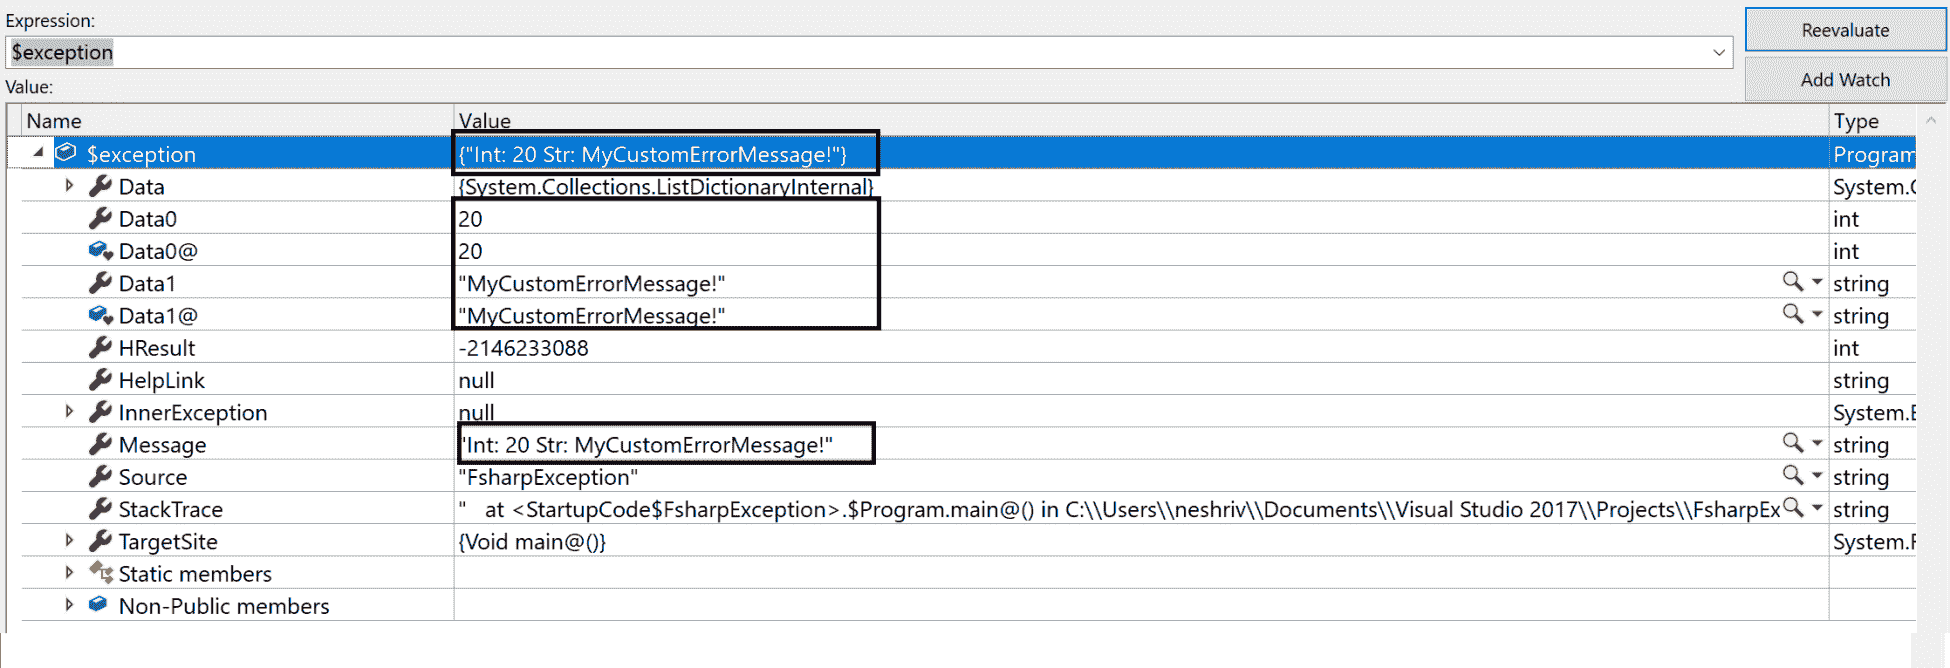 Expression:
$exception
Reevaluate
Value:
Add Watch
Name Value Type
$exception {"Int: 20 Str: MyCustomErrorMessage!"} Program
Data {System.Collections.ListDictionaryInternal} System.C
Data0 20 int
Data0@ 20 int
Data1 "MyCustomErrorMessage!" string
Data1@ "MyCustomErrorMessage!" string
HResult -2146233088 int
HelpLink null string
InnerException null System.E
Message "Int: 20 Str: MyCustomErrorMessage!" string
Source "FsharpException" string
StackTrace " at <StartupCode$FsharpException>.$Program.main@() in C:\\Users\\neshriv\\Documents\\Visual Studio 2017\\Projects\\FsharpEx string
TargetSite {Void main@()} System.R
Static members
Non-Public members